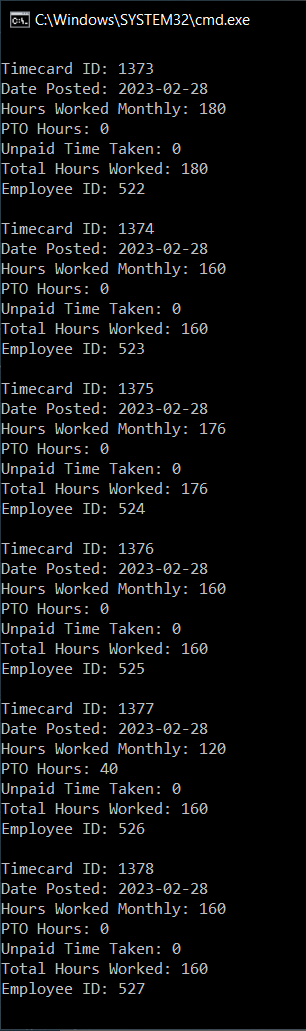 C:\Windows\SYSTEM32\cmd.exe
Timecard ID: 1373
Date Posted: 2023-02-28
Hours Worked Monthly: 180
PTO Hours: 0
Unpaid Time Taken: 0
Total Hours Worked: 180
Employee ID: 522
Timecard ID: 1374
Date Posted: 2023-02-28
Hours Worked Monthly: 160
PTO Hours: 0
Unpaid Time Taken: 0
Total Hours Worked: 160
Employee ID: 523
Timecard ID: 1375
Date Posted: 2023-02-28
Hours Worked Monthly: 176
PTO Hours: 0
Unpaid Time Taken: 0
Total Hours Worked: 176
Employee ID: 524
Timecard ID: 1376
Date Posted: 2023-02-28
Hours Worked Monthly: 160
PTO Hours: 0
Unpaid Time Taken: 0
Total Hours Worked: 160
Employee ID: 525
Timecard ID: 1377
Date Posted: 2023-02-28
Hours Worked Monthly: 120
PTO Hours: 40
Unpaid Time Taken: 0
Total Hours Worked: 160
Employee ID: 526
Timecard ID: 1378
Date Posted: 2023-02-28
Hours Worked Monthly: 160
PTO Hours: 0
Unpaid Time Taken: 0
Total Hours Worked: 160
Employee ID: 527